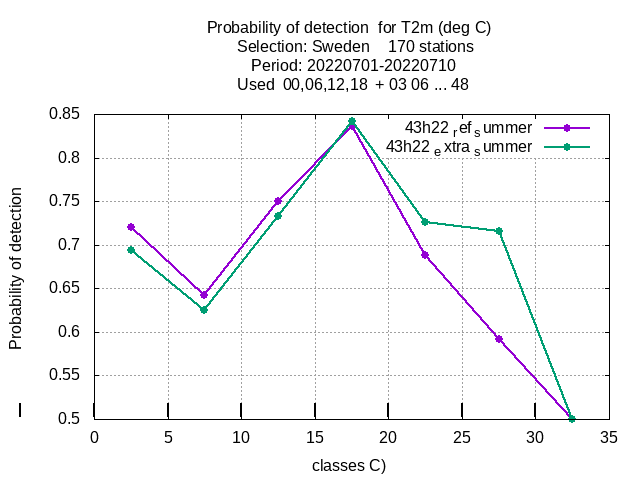 Probability of detection  for T2m (deg C)
Selection: Sweden    170 stations
Period: 20220701-20220710
Used  00,06,12,18  + 03 06 ... 48
43h22 ref summer
43h22 extra summer
0.85
0.8
0.75
0.7
0.65
0.6
0.55
0.5
Probability of detection
0 5 10 15 20 25 30 35
classes C)